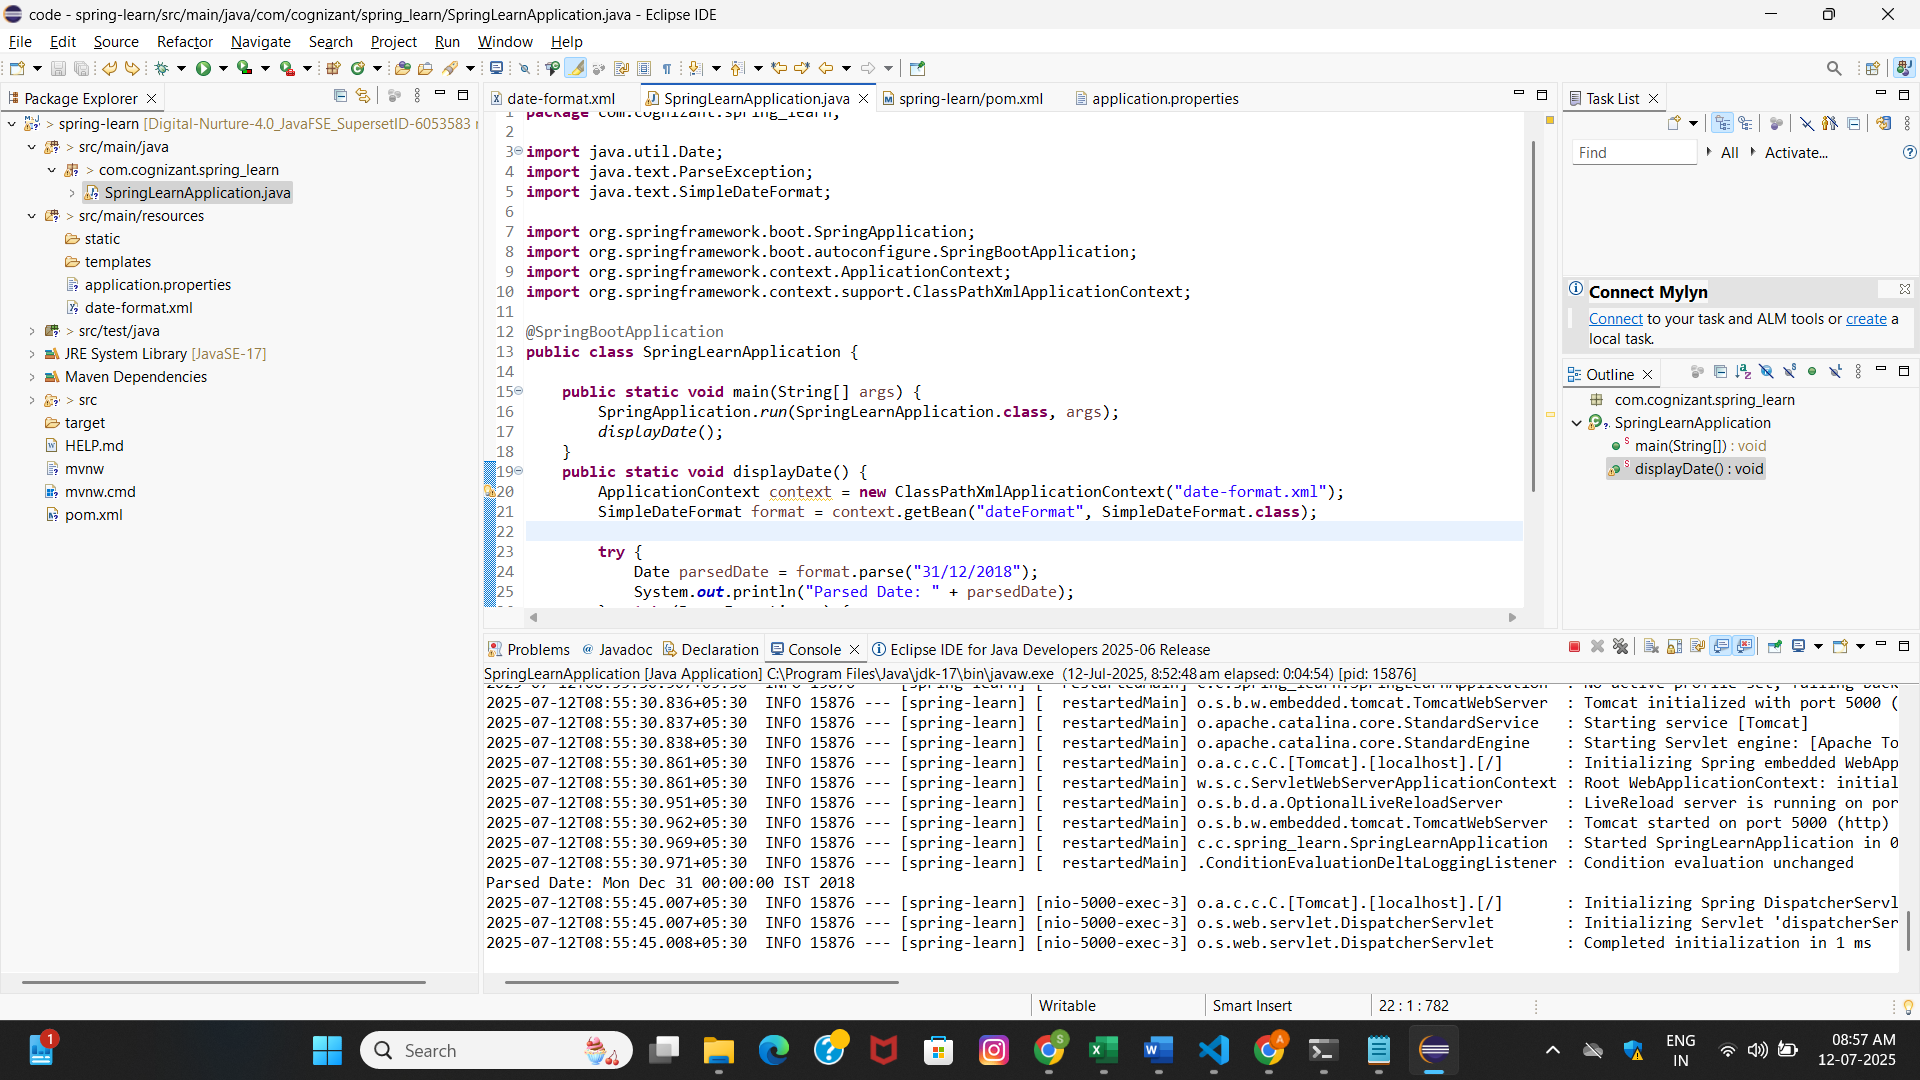 code - spring-learn/src/main/java/com/cognizant/spring_learn/SpringLearnApplication.java - Eclipse IDE
File Edit Source Refactor Navigate Search Project Run Window Help
Package Explorer
> spring-learn [Digital-Nurture-4.0_JavaFSE_SupersetID-6053583
> src/main/java
> com.cognizant.spring_learn
SpringLearnApplication.java
> src/main/resources
static
templates
application.properties
date-format.xml
> src/test/java
JRE System Library [JavaSE-17]
Maven Dependencies
> src
target
HELP.md
mvnw
mvnw.cmd
pom.xml
date-format.xml SpringLearnApplication.java spring-learn/pom.xml application.properties
1 package com.cognizant.spring_learn;
2
3 import java.util.Date;
4 import java.text.ParseException;
5 import java.text.SimpleDateFormat;
6
7 import org.springframework.boot.SpringApplication;
8 import org.springframework.boot.autoconfigure.SpringBootApplication;
9 import org.springframework.context.ApplicationContext;
10 import org.springframework.context.support.ClassPathXmlApplicationContext;
11
12 @SpringBootApplication
13 public class SpringLearnApplication {
14
15 public static void main(String[] args) {
16 SpringApplication.run(SpringLearnApplication.class, args);
17 displayDate();
18 }
19 public static void displayDate() {
20 ApplicationContext context = new ClassPathXmlApplicationContext("date-format.xml");
21 SimpleDateFormat format = context.getBean("dateFormat", SimpleDateFormat.class);
22
23 try {
24 Date parsedDate = format.parse("31/12/2018");
25 System.out.println("Parsed Date: " + parsedDate);
Task List
Find All Activate...
Connect Mylyn
Connect to your task and ALM tools or create a
local task.
Outline
com.cognizant.spring_learn
SpringLearnApplication
main(String[]) : void
displayDate() : void
Problems @ Javadoc Declaration Console Eclipse IDE for Java Developers 2025-06 Release
SpringLearnApplication [Java Application] C:\Program Files\Java\jdk-17\bin\javaw.exe (12-Jul-2025, 8:52:48 am elapsed: 0:04:54) [pid: 15876]
2025-07-12T08:55:30.836+05:30 INFO 15876 --- [spring-learn] [ restartedMain] o.s.b.w.embedded.tomcat.TomcatWebServer : Tomcat initialized with port 5000 (
2025-07-12T08:55:30.837+05:30 INFO 15876 --- [spring-learn] [ restartedMain] o.apache.catalina.core.StandardService : Starting service [Tomcat]
2025-07-12T08:55:30.838+05:30 INFO 15876 --- [spring-learn] [ restartedMain] o.apache.catalina.core.StandardEngine : Starting Servlet engine: [Apache To
2025-07-12T08:55:30.861+05:30 INFO 15876 --- [spring-learn] [ restartedMain] o.a.c.c.C.[Tomcat].[localhost].[/] : Initializing Spring embedded WebApp
2025-07-12T08:55:30.861+05:30 INFO 15876 --- [spring-learn] [ restartedMain] w.s.c.ServletWebServerApplicationContext : Root WebApplicationContext: initial
2025-07-12T08:55:30.951+05:30 INFO 15876 --- [spring-learn] [ restartedMain] o.s.b.d.a.OptionalLiveReloadServer : LiveReload server is running on por
2025-07-12T08:55:30.962+05:30 INFO 15876 --- [spring-learn] [ restartedMain] o.s.b.w.embedded.tomcat.TomcatWebServer : Tomcat started on port 5000 (http)
2025-07-12T08:55:30.969+05:30 INFO 15876 --- [spring-learn] [ restartedMain] c.c.spring_learn.SpringLearnApplication : Started SpringLearnApplication in 0
2025-07-12T08:55:30.971+05:30 INFO 15876 --- [spring-learn] [ restartedMain] .ConditionEvaluationDeltaLoggingListener : Condition evaluation unchanged
Parsed Date: Mon Dec 31 00:00:00 IST 2018
2025-07-12T08:55:45.007+05:30 INFO 15876 --- [spring-learn] [nio-5000-exec-3] o.a.c.c.C.[Tomcat].[localhost].[/] : Initializing Spring DispatcherServl
2025-07-12T08:55:45.007+05:30 INFO 15876 --- [spring-learn] [nio-5000-exec-3] o.s.web.servlet.DispatcherServlet : Initializing Servlet 'dispatcherSer
2025-07-12T08:55:45.008+05:30 INFO 15876 --- [spring-learn] [nio-5000-exec-3] o.s.web.servlet.DispatcherServlet : Completed initialization in 1 ms
Writable Smart Insert 22 : 1 : 782
1
Search
ENG
IN
08:57 AM
12-07-2025